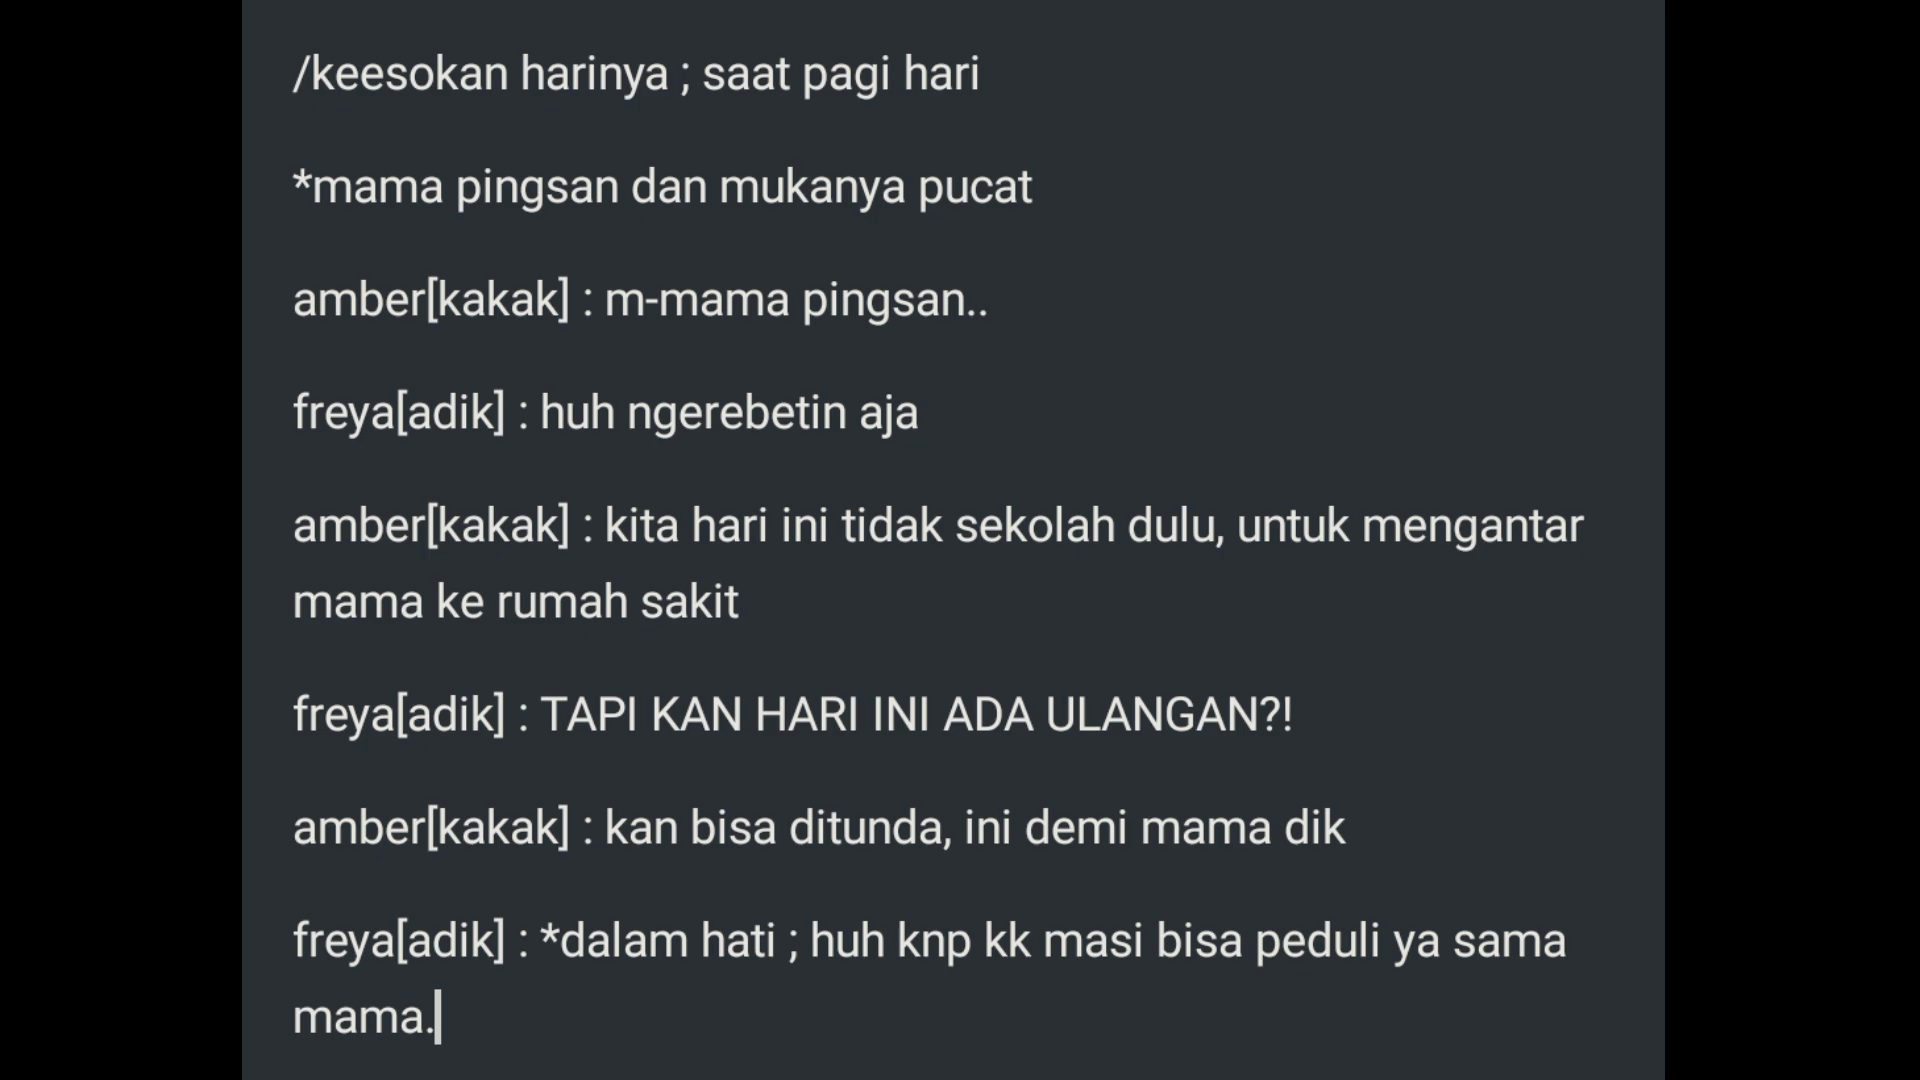 /keesokan harinya ; saat pagi hari
*mama pingsan dan mukanya pucat
amber[kakak] : m-mama pingsan..
freya[adik] : huh ngerebetin aja
amber[kakak] : kita hari ini tidak sekolah dulu, untuk mengantar
mama ke rumah sakit
freya[adik] : TAPI KAN HARI INI ADA ULANGAN?!
amber[kakak] : kan bisa ditunda, ini demi mama dik
freya[adik] : *dalam hati ; huh knp kk masi bisa peduli ya sama
mama.